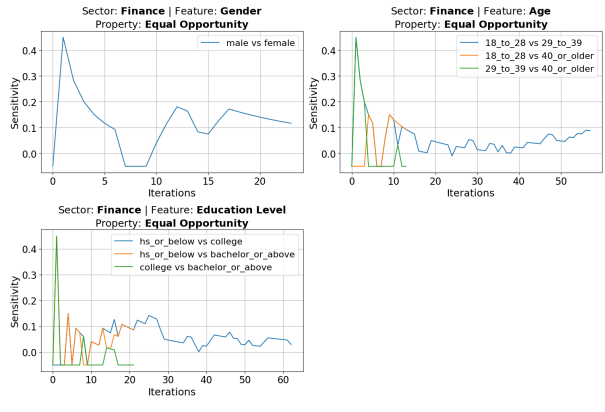 Sector: Finance | Feature: Gender
Property: Equal Opportunity
male vs female
Sensitivity
0.4
0.3
0.2
0.1
0.0
0 5 10 15 20
Iterations
Sector: Finance | Feature: Age
Property: Equal Opportunity
18_to_28 vs 29_to_39
18_to_28 vs 40_or_older
29_to_39 vs 40_or_older
Sensitivity
0.4
0.3
0.2
0.1
0.0
0 10 20 30 40 50
Iterations
Sector: Finance | Feature: Education Level
Property: Equal Opportunity
hs_or_below vs college
hs_or_below vs bachelor_or_above
college vs bachelor_or_above
Sensitivity
0.4
0.3
0.2
0.1
0.0
0 10 20 30 40 50 60
Iterations